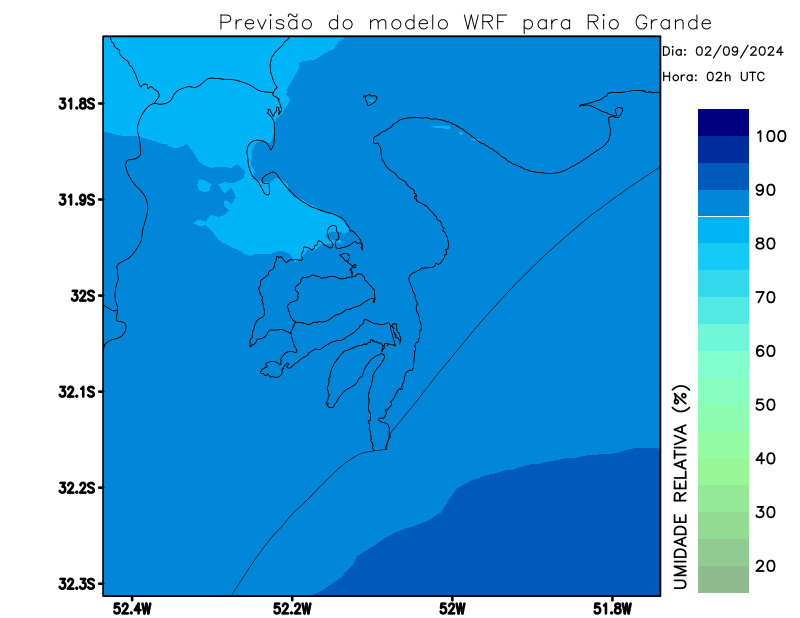 Previsão do modelo WRF para Rio Grande
Dia: 02/09/2024
Hora: 02h UTC
31.8S
31.9S
32S
32.1S
32.2S
32.3S
52.4W
52.2W
52W
51.8W
100
90
80
70
60
50
40
30
20
UMIDADE RELATIVA (%)